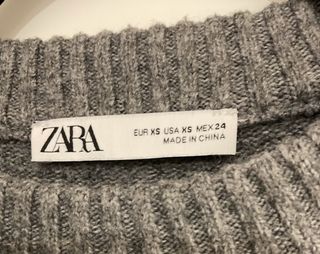 ZARA
EUR XS USA XS MEX 24
MADE IN CHINA